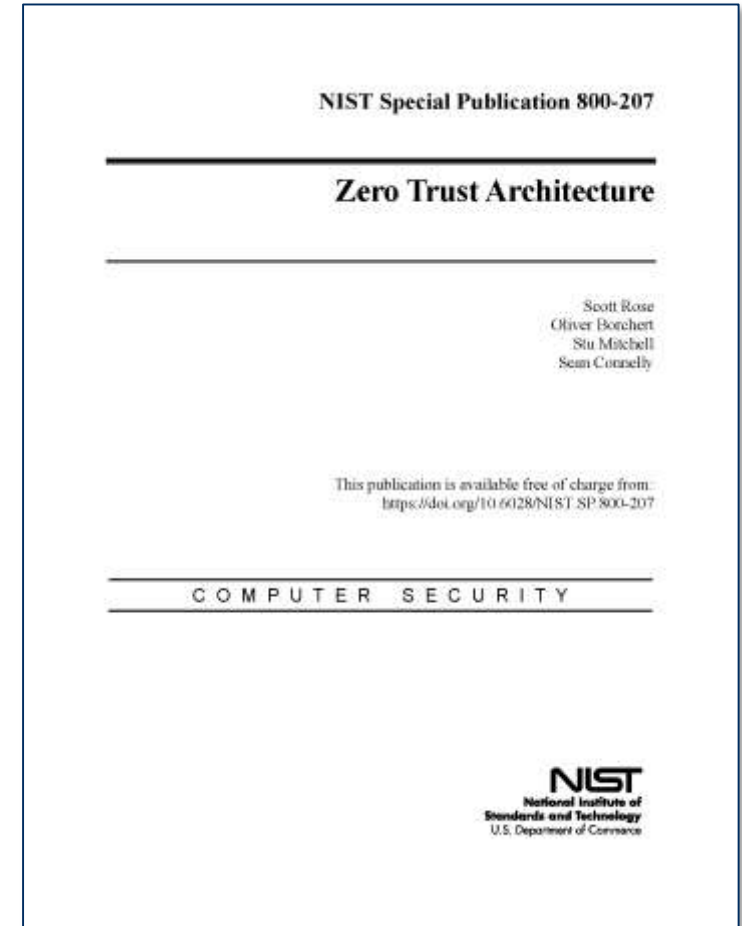 NIST Special Publication 800-207
Zero Trust Architecture
Scott Rose
Oliver Borchert
Stu Mitchell
Sean Connelly
This publication is available free of charge from:
https://doi.org/10.6028/NIST.SP.800-207
COMPUTER SECURITY
NIST
National Institute of
Standards and Technology
U.S. Department of Commerce